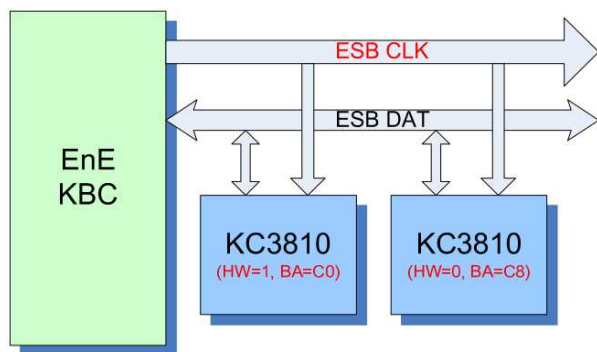 ESB CLK
ESB DAT
EnE
KBC
KC3810
(HW=1, BA=C0)
KC3810
(HW=0, BA=C8)